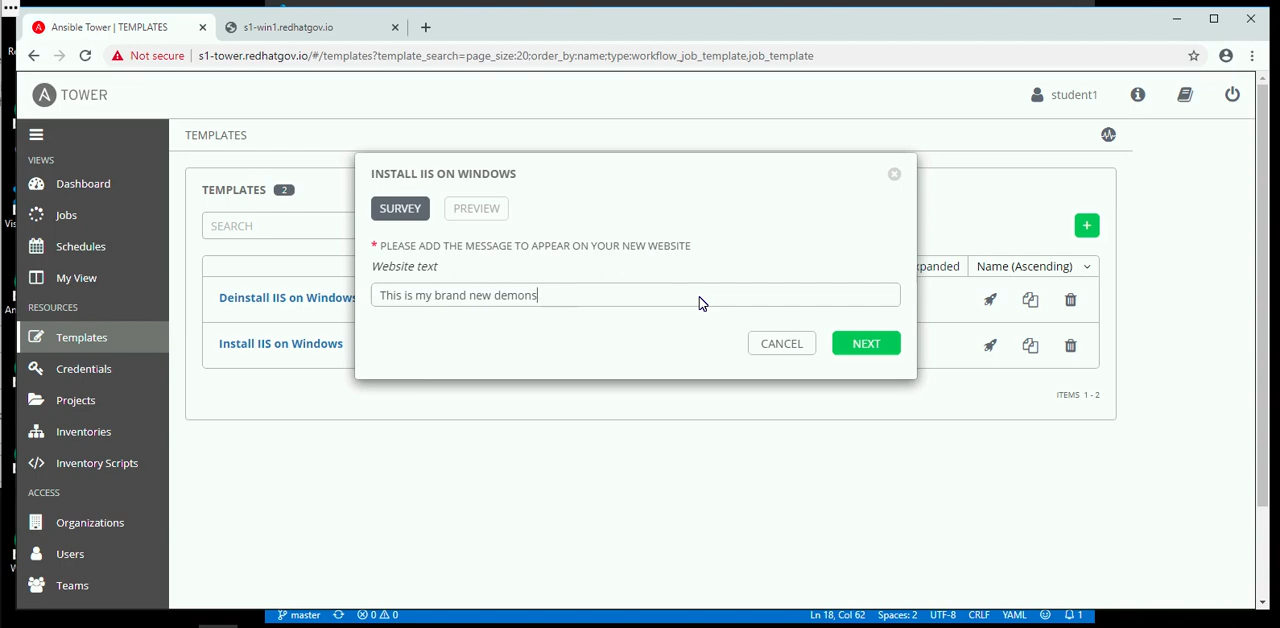 Ansible Tower | TEMPLATES
s1-win1.redhatgov.io
Not secure
s1-tower.redhatgov.io/#/templates?template_search=page_size:20;order_by:name;type:workflow_job_template,job_template
A TOWER
student1
VIEWS
Dashboard
Jobs
Schedules
My View
RESOURCES
Templates
Credentials
Projects
Inventories
Inventory Scripts
ACCESS
Organizations
Users
Teams
TEMPLATES
TEMPLATES 2
SEARCH
xpanded
Name (Ascending)
Deinstall IIS on Windows
Install IIS on Windows
ITEMS 1 - 2
INSTALL IIS ON WINDOWS
SURVEY
PREVIEW
* PLEASE ADD THE MESSAGE TO APPEAR ON YOUR NEW WEBSITE
Website text
This is my brand new demons
CANCEL
NEXT
master
0 0
Ln 18, Col 62
Spaces: 2
UTF-8
CRLF
YAML
1